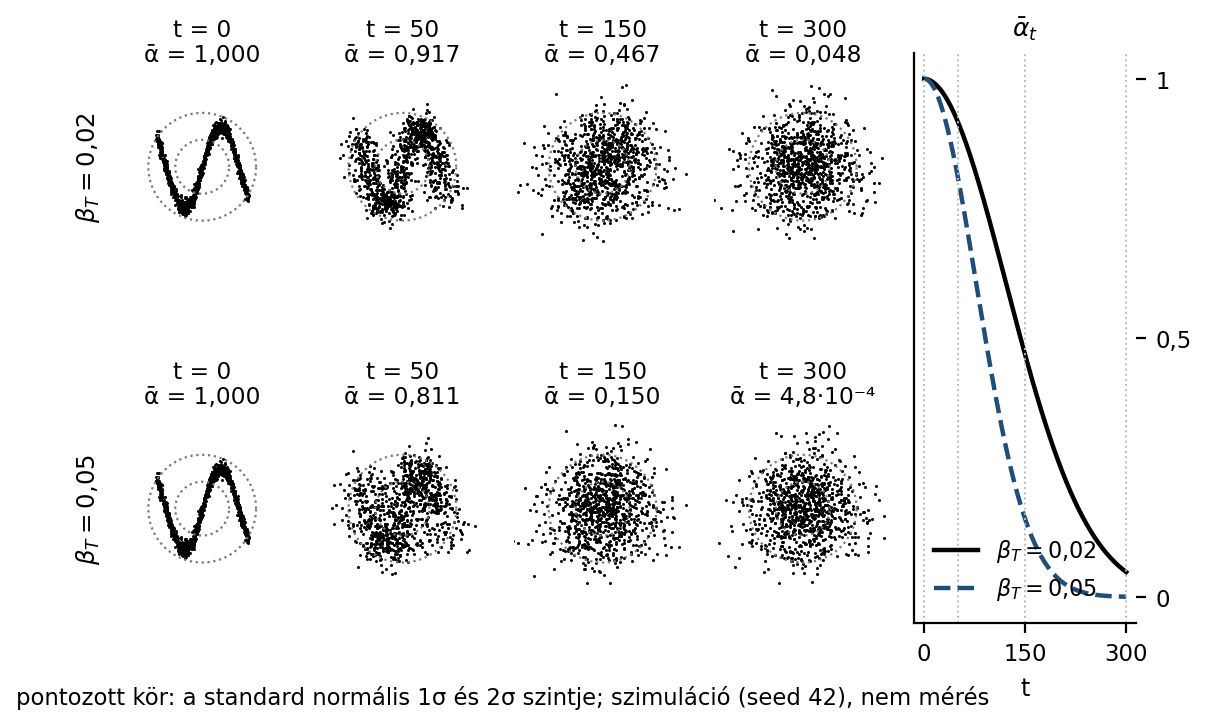 t = 0
ᾱ = 1,000
t = 50
ᾱ = 0,917
t = 150
ᾱ = 0,467
t = 300
ᾱ = 0,048
β_T = 0,02
t = 0
ᾱ = 1,000
t = 50
ᾱ = 0,811
t = 150
ᾱ = 0,150
t = 300
ᾱ = 4,8·10⁻⁴
β_T = 0,05
ᾱ_t
1
0,5
0
β_T = 0,02
β_T = 0,05
0 150 300
t
pontozott kör: a standard normális 1σ és 2σ szintje; szimuláció (seed 42), nem mérés